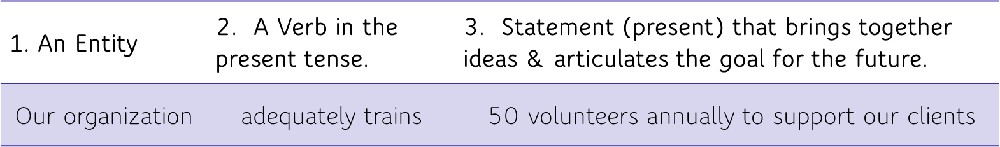 1. An Entity
2. A Verb in the
present tense.
3. Statement (present) that brings together
ideas & articulates the goal for the future.
Our organization
adequately trains
50 volunteers annually to support our clients